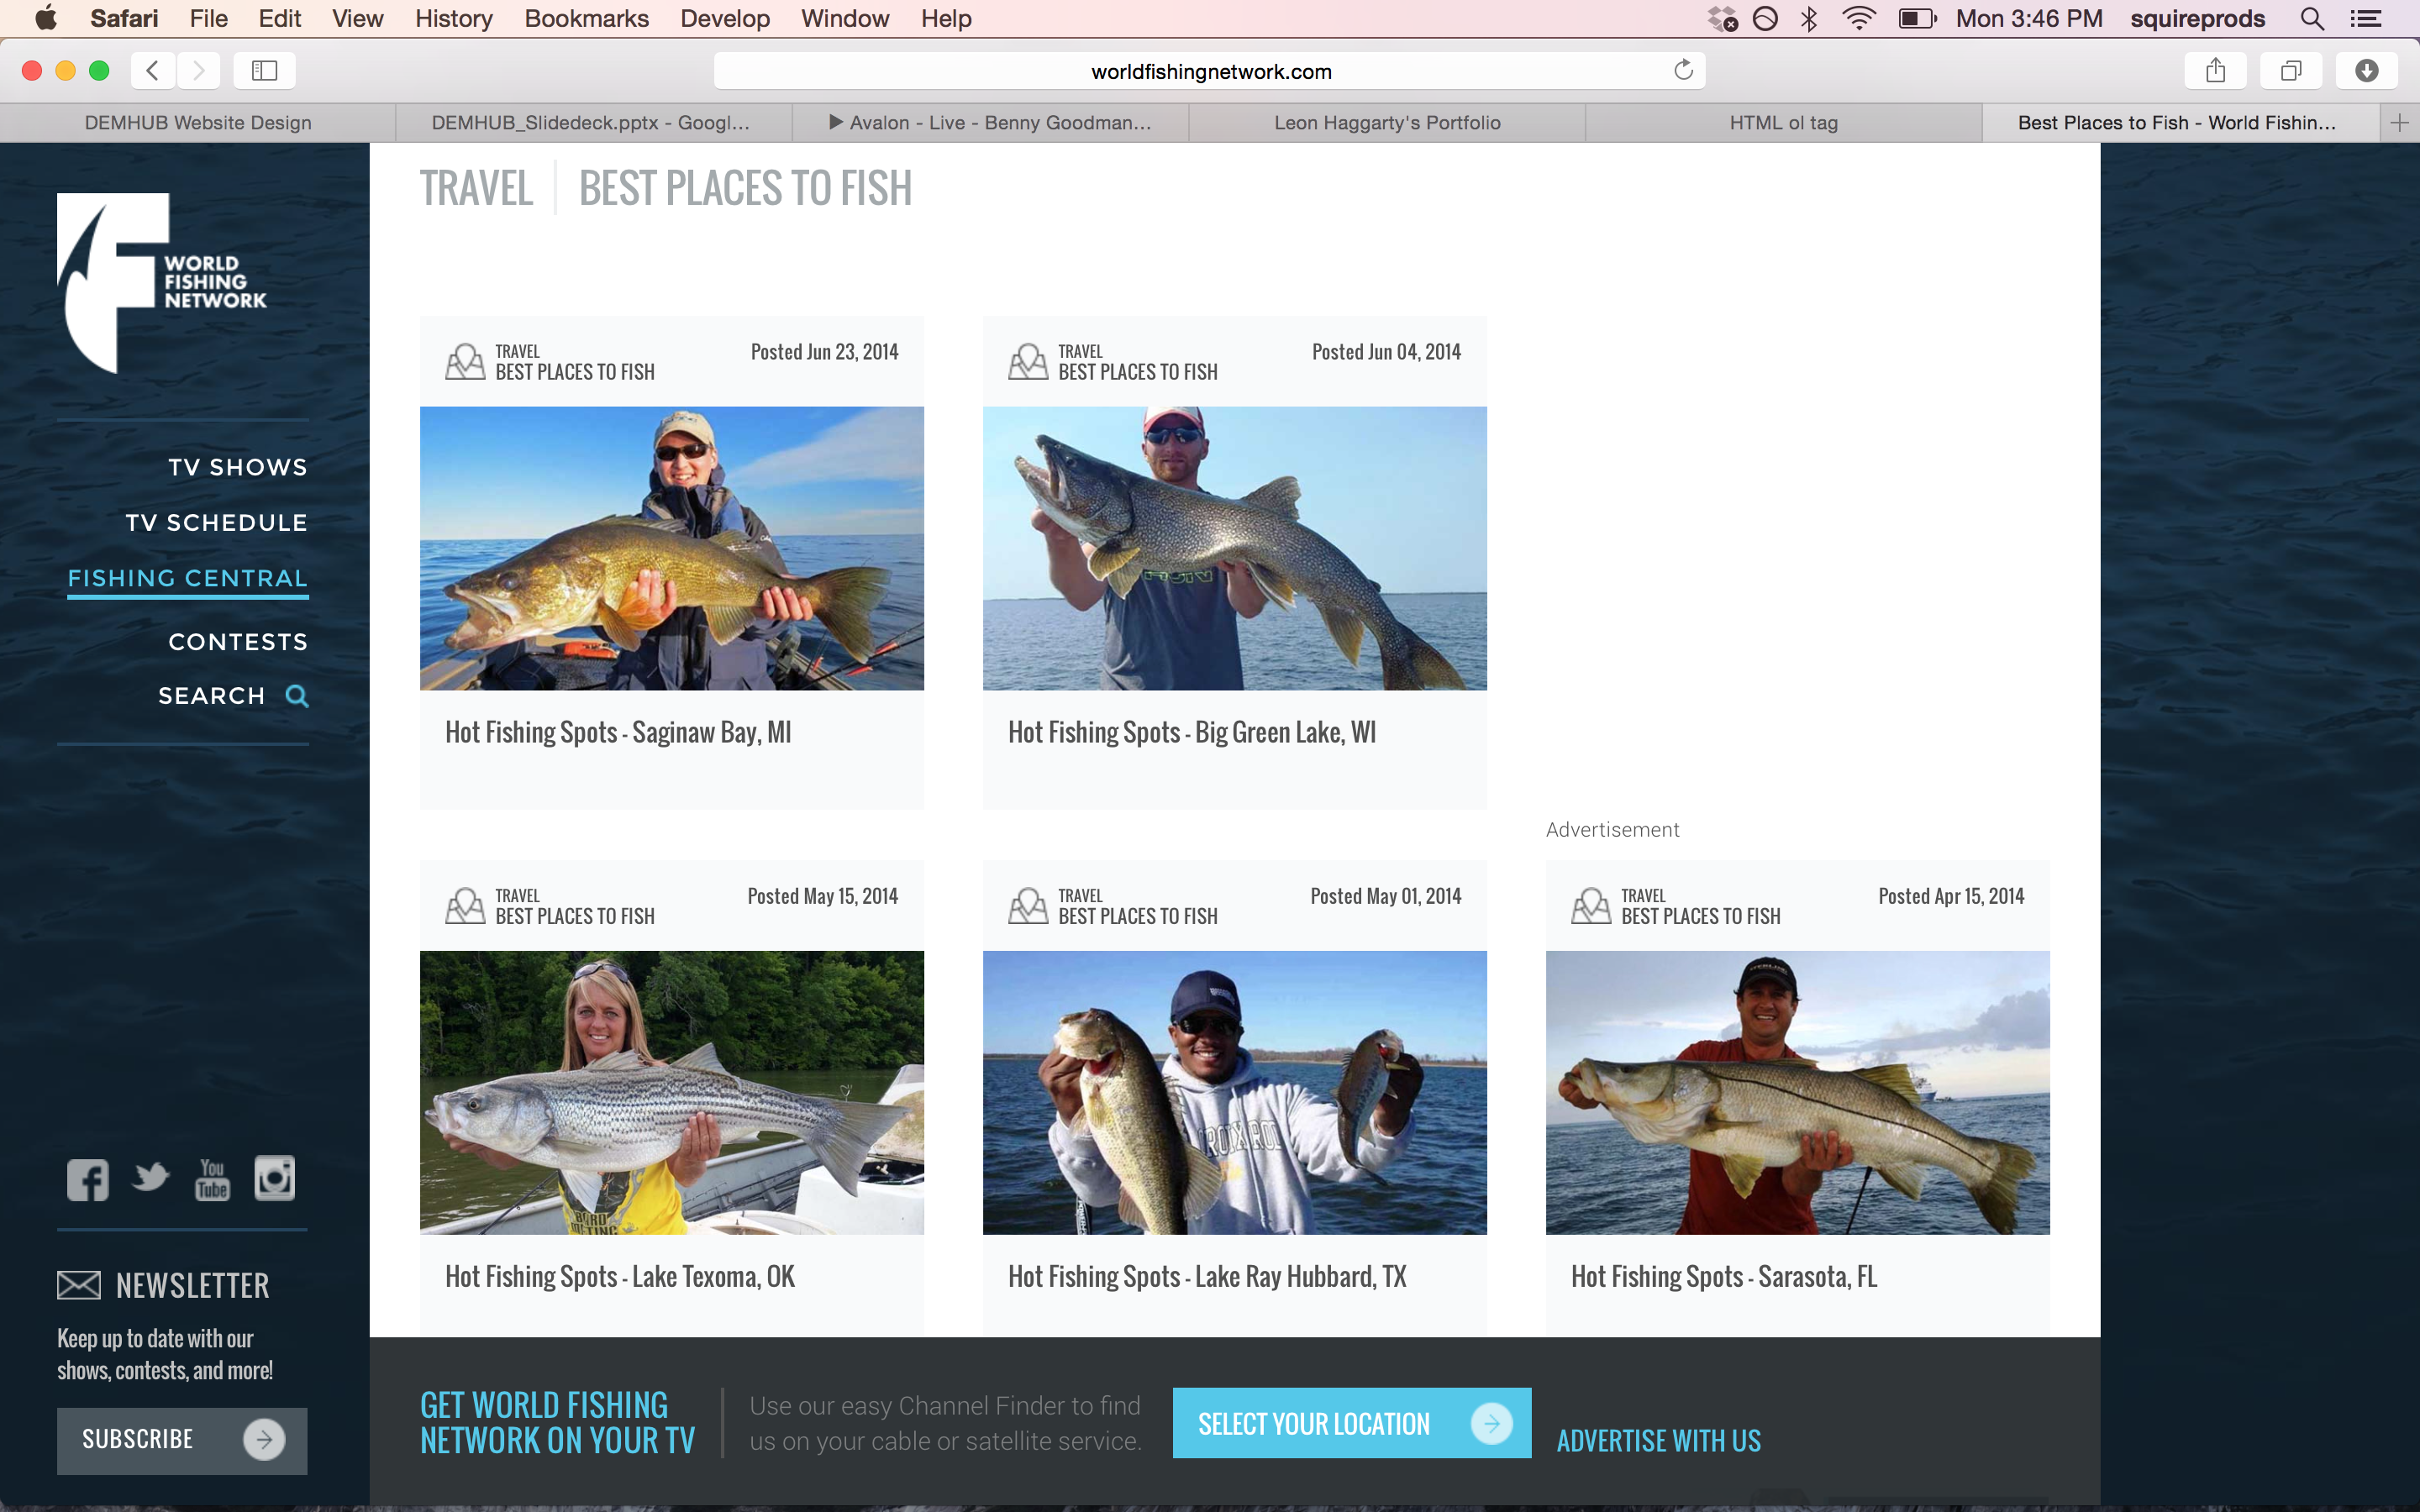 Safari File Edit View History Bookmarks Develop Window Help Mon 3:46 PM squireprods
worldfishingnetwork.com
DEMHUB Website Design
DEMHUB_Slidedeck.pptx - Googl...
Avalon - Live - Benny Goodman...
Leon Haggarty's Portfolio
HTML ol tag
Best Places to Fish - World Fishin...
WORLD
FISHING
NETWORK
TV SHOWS
TV SCHEDULE
FISHING CENTRAL
CONTESTS
SEARCH
You
Tube
NEWSLETTER
Keep up to date with our
shows, contests, and more!
SUBSCRIBE
TRAVEL BEST PLACES TO FISH
TRAVEL
BEST PLACES TO FISH
Posted Jun 23, 2014
Hot Fishing Spots - Saginaw Bay, MI
TRAVEL
BEST PLACES TO FISH
Posted Jun 04, 2014
Hot Fishing Spots - Big Green Lake, WI
Advertisement
TRAVEL
BEST PLACES TO FISH
Posted May 15, 2014
Hot Fishing Spots - Lake Texoma, OK
TRAVEL
BEST PLACES TO FISH
Posted May 01, 2014
Hot Fishing Spots - Lake Ray Hubbard, TX
TRAVEL
BEST PLACES TO FISH
Posted Apr 15, 2014
Hot Fishing Spots - Sarasota, FL
GET WORLD FISHING
NETWORK ON YOUR TV
Use our easy Channel Finder to find
us on your cable or satellite service.
SELECT YOUR LOCATION
ADVERTISE WITH US